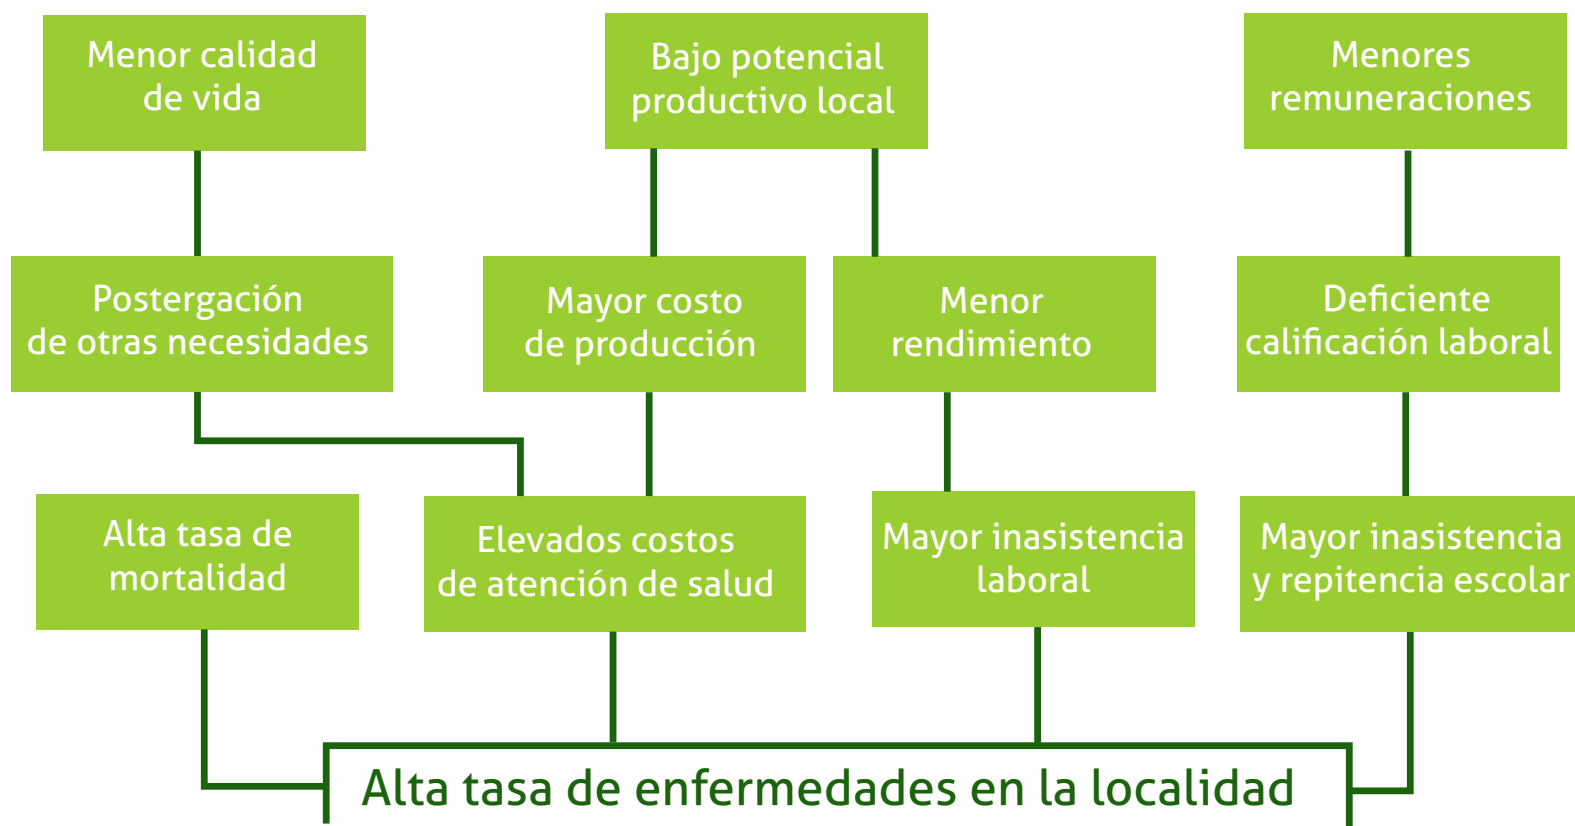 Menor calidad
de vida
Bajo potencial
productivo local
Menores
remuneraciones
Postergación
de otras necesidades
Mayor costo
de producción
Menor
rendimiento
Deficiente
calificación laboral
Alta tasa de
mortalidad
Elevados costos
de atención de salud
Mayor inasistencia
laboral
Mayor inasistencia
y repitencia escolar
Alta tasa de enfermedades en la localidad